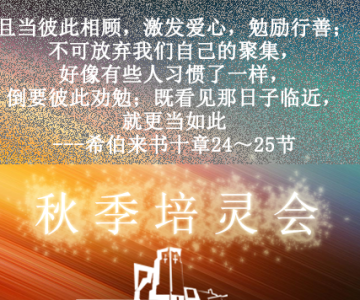 且当彼此相顾，激发爱心，勉励行善；
不可放弃我们自己的聚集，
好像有些人习惯了一样，
倒要彼此劝勉；既看见那日子临近，
就更当如此
---希伯来书十章24～25节
秋季培灵会